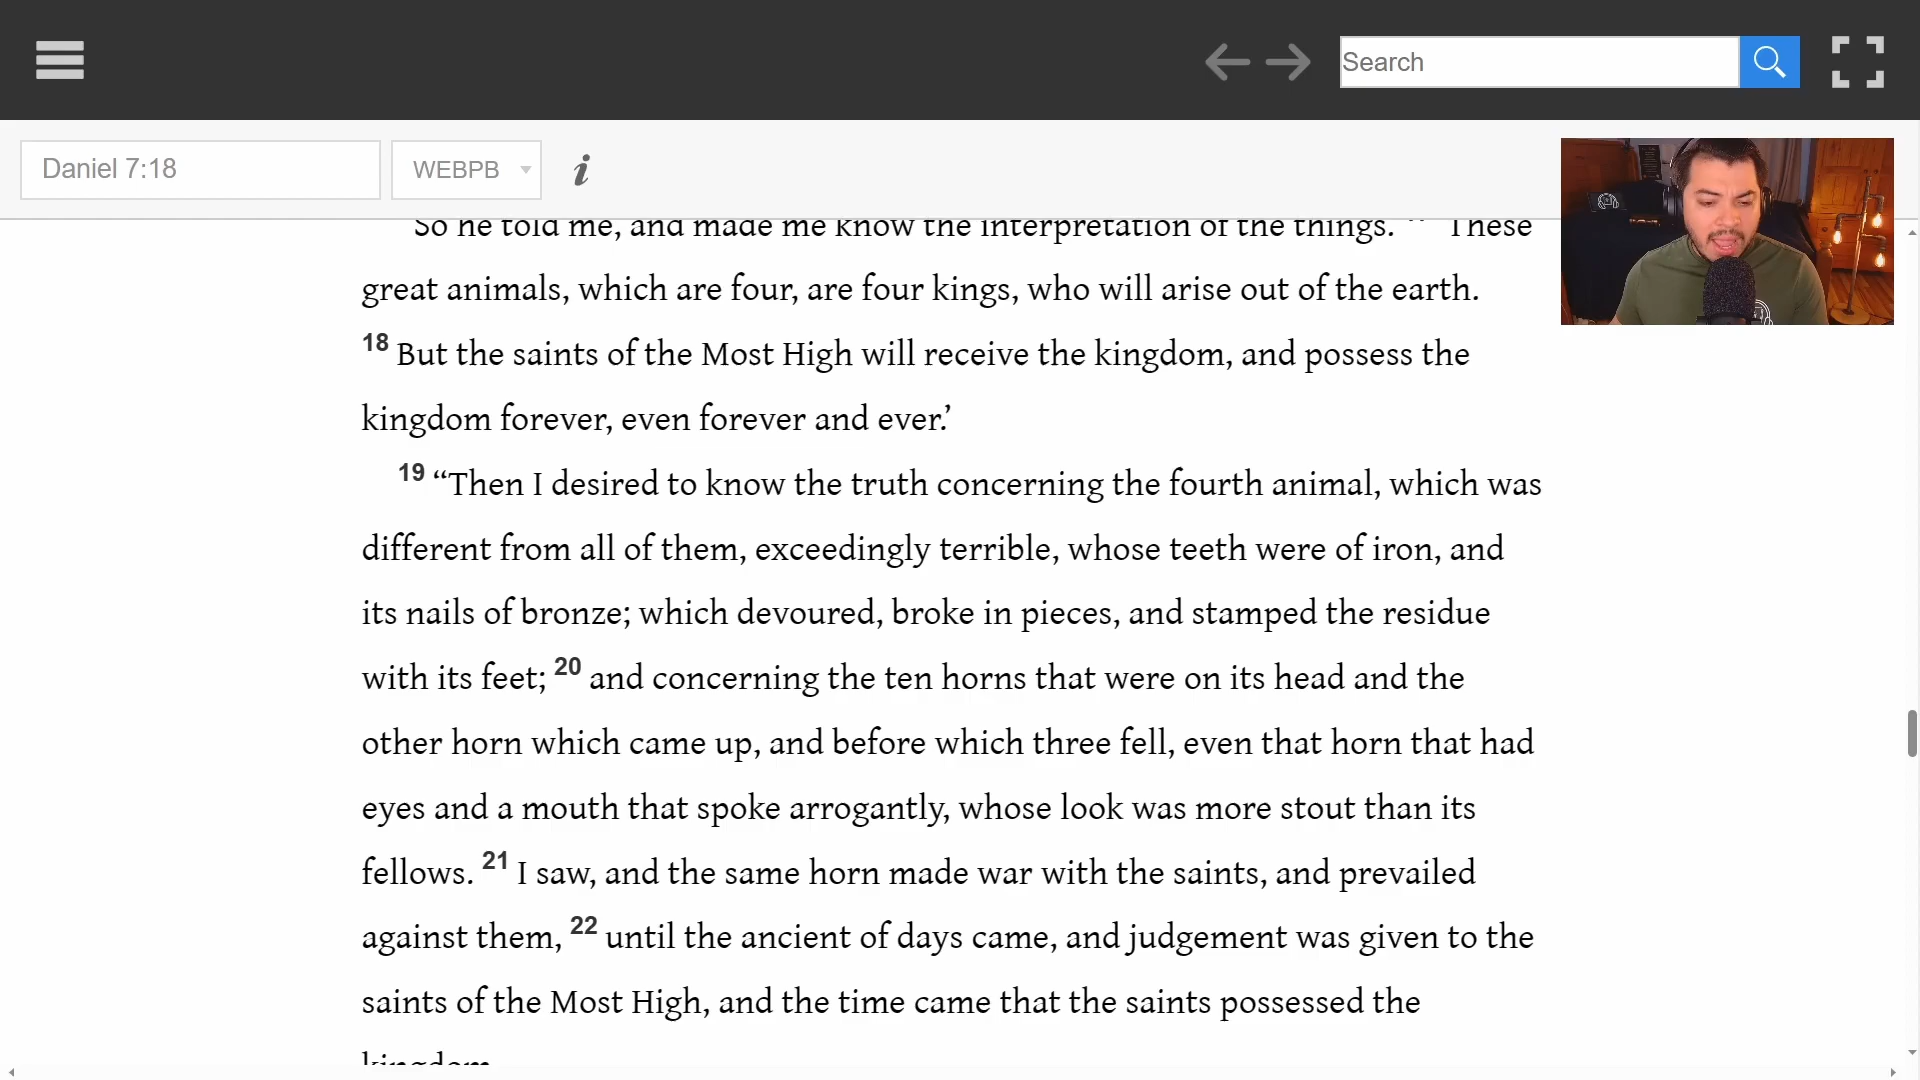 Search
Daniel 7:18
WEBPB
i
So he told me, and made me know the interpretation of the things. “These
great animals, which are four, are four kings, who will arise out of the earth.
18 But the saints of the Most High will receive the kingdom, and possess the
kingdom forever, even forever and ever.’
19 “Then I desired to know the truth concerning the fourth animal, which was
different from all of them, exceedingly terrible, whose teeth were of iron, and
its nails of bronze; which devoured, broke in pieces, and stamped the residue
with its feet; 20 and concerning the ten horns that were on its head and the
other horn which came up, and before which three fell, even that horn that had
eyes and a mouth that spoke arrogantly, whose look was more stout than its
fellows. 21 I saw, and the same horn made war with the saints, and prevailed
against them, 22 until the ancient of days came, and judgement was given to the
saints of the Most High, and the time came that the saints possessed the
kingdom.